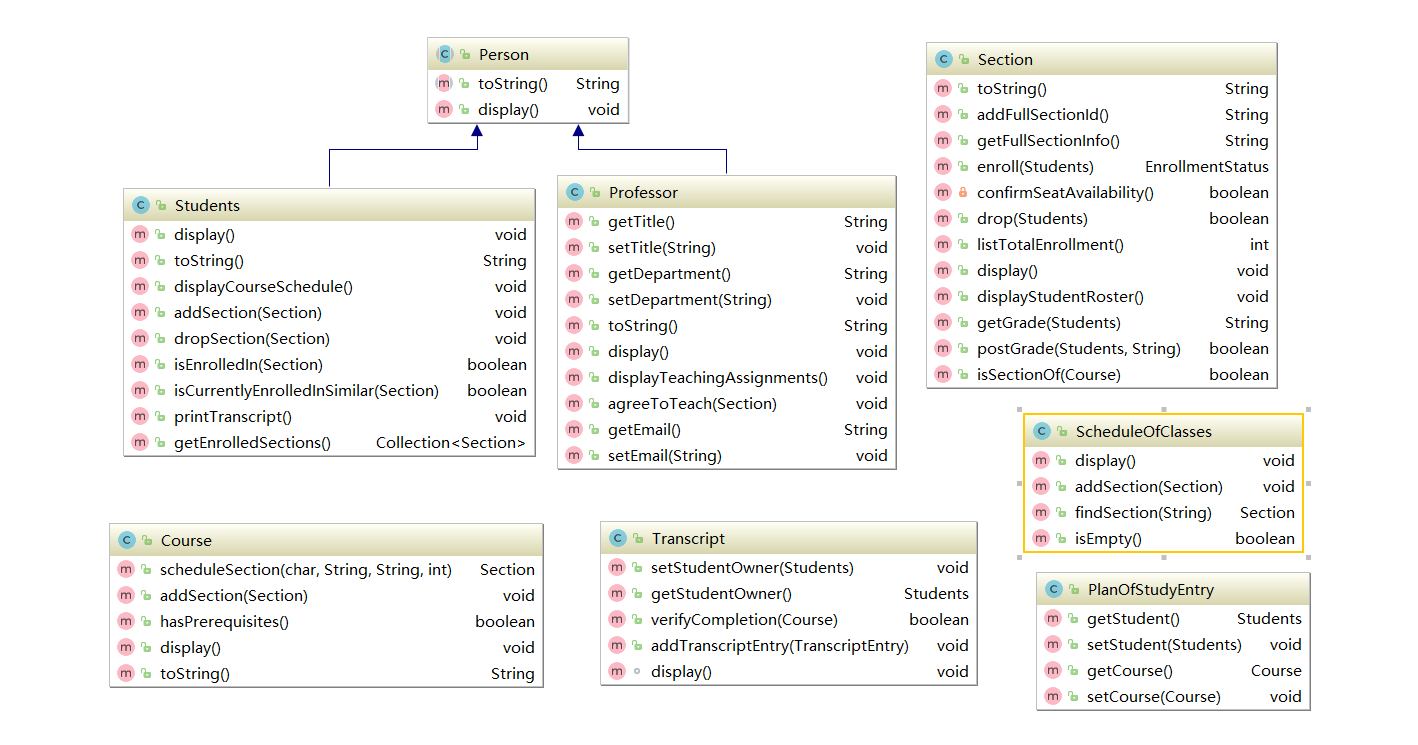 Person
toString() String
display() void
Section
toString() String
addFullSectionId() String
getFullSectionInfo() String
enroll(Students) EnrollmentStatus
confirmSeatAvailability() boolean
drop(Students) boolean
listTotalEnrollment() int
display() void
displayStudentRoster() void
getGrade(Students) String
postGrade(Students, String) boolean
isSectionOf(Course) boolean
Students
display() void
toString() String
displayCourseSchedule() void
addSection(Section) void
dropSection(Section) void
isEnrolledIn(Section) boolean
isCurrentlyEnrolledInSimilar(Section) boolean
printTranscript() void
getEnrolledSections() Collection<Section>
Professor
getTitle() String
setTitle(String) void
getDepartment() String
setDepartment(String) void
toString() String
display() void
displayTeachingAssignments() void
agreeToTeach(Section) void
getEmail() String
setEmail(String) void
ScheduleOfClasses
display() void
addSection(Section) void
findSection(String) Section
isEmpty() boolean
Course
scheduleSection(char, String, String, int) Section
addSection(Section) void
hasPrerequisites() boolean
display() void
toString() String
Transcript
setStudentOwner(Students) void
getStudentOwner() Students
verifyCompletion(Course) boolean
addTranscriptEntry(TranscriptEntry) void
display() void
PlanOfStudyEntry
getStudent() Students
setStudent(Students) void
getCourse() Course
setCourse(Course) void